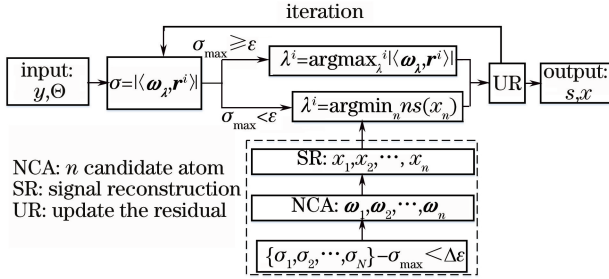 iteration
input:
y,Θ
σ=|⟨ω_λ,r^i⟩|
σ_max⩾ε
σ_max<ε
λ^i=argmax_λ^i|⟨ω_λ,r^i⟩|
λ^i=argmin_n ns(x_n)
UR
output:
s,x
SR: x_1,x_2,⋯, x_n
NCA: ω_1,ω_2,⋯,ω_n
{σ_1,σ_2,⋯,σ_N}−σ_max<Δε
NCA: n candidate atom
SR: signal reconstruction
UR: update the residual